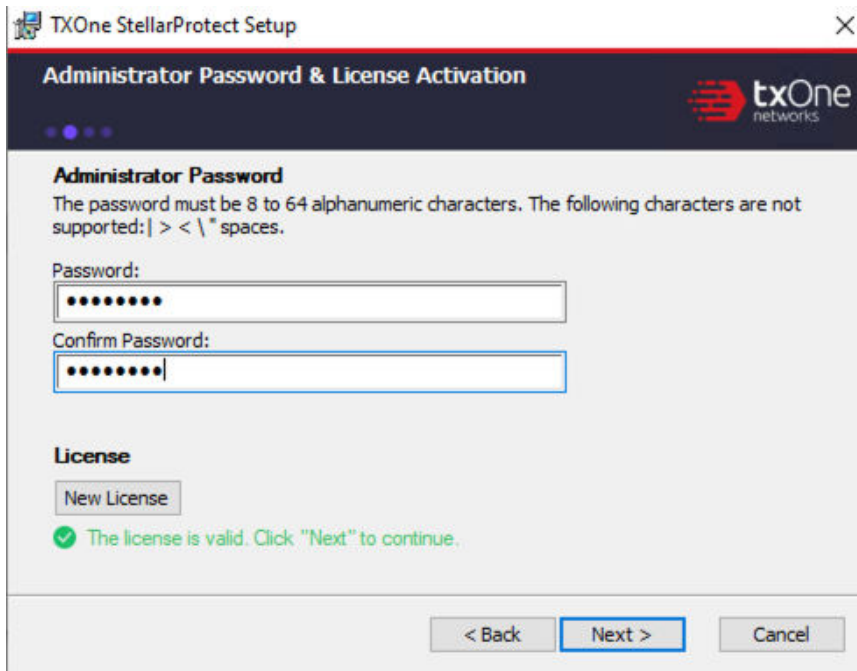 TXOne StellarProtect Setup
Administrator Password & License Activation
txOne
networks
Administrator Password
The password must be 8 to 64 alphanumeric characters. The following characters are not
supported:| > < \ " spaces.
Password:
••••••••
Confirm Password:
••••••••
License
New License
The license is valid. Click "Next" to continue.
< Back
Next >
Cancel